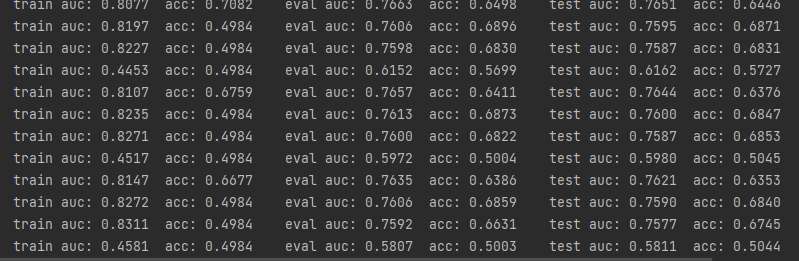 train auc: 0.8077  acc: 0.7082    eval auc: 0.7663  acc: 0.6498    test auc: 0.7651  acc: 0.6446
train auc: 0.8197  acc: 0.4984    eval auc: 0.7606  acc: 0.6896    test auc: 0.7595  acc: 0.6871
train auc: 0.8227  acc: 0.4984    eval auc: 0.7598  acc: 0.6830    test auc: 0.7587  acc: 0.6831
train auc: 0.4453  acc: 0.4984    eval auc: 0.6152  acc: 0.5699    test auc: 0.6162  acc: 0.5727
train auc: 0.8107  acc: 0.6759    eval auc: 0.7657  acc: 0.6411    test auc: 0.7644  acc: 0.6376
train auc: 0.8235  acc: 0.4984    eval auc: 0.7613  acc: 0.6873    test auc: 0.7600  acc: 0.6847
train auc: 0.8271  acc: 0.4984    eval auc: 0.7600  acc: 0.6822    test auc: 0.7587  acc: 0.6853
train auc: 0.4517  acc: 0.4984    eval auc: 0.5972  acc: 0.5004    test auc: 0.5980  acc: 0.5045
train auc: 0.8147  acc: 0.6677    eval auc: 0.7635  acc: 0.6386    test auc: 0.7621  acc: 0.6353
train auc: 0.8272  acc: 0.4984    eval auc: 0.7606  acc: 0.6859    test auc: 0.7590  acc: 0.6840
train auc: 0.8311  acc: 0.4984    eval auc: 0.7592  acc: 0.6631    test auc: 0.7577  acc: 0.6745
train auc: 0.4581  acc: 0.4984    eval auc: 0.5807  acc: 0.5003    test auc: 0.5811  acc: 0.5044